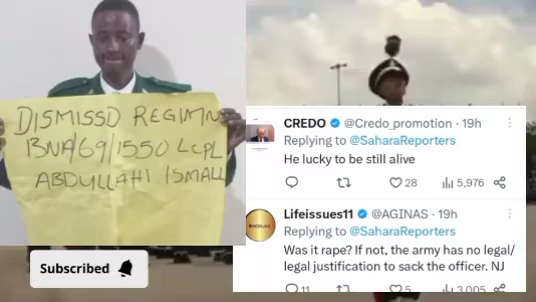 DISMISSD REGIMN
BNA/69/1550 LCPL
ABDULLAHI ISMAIL
CREDO @Credo_promotion · 19h
Replying to @SaharaReporters
He lucky to be still alive
28 5,976
Lifeissues11 @AGINAS · 19h
Replying to @SaharaReporters
Was it rape? If not, the army has no legal/
legal justification to sack the officer. NJ
11 5 3,005
Subscribed